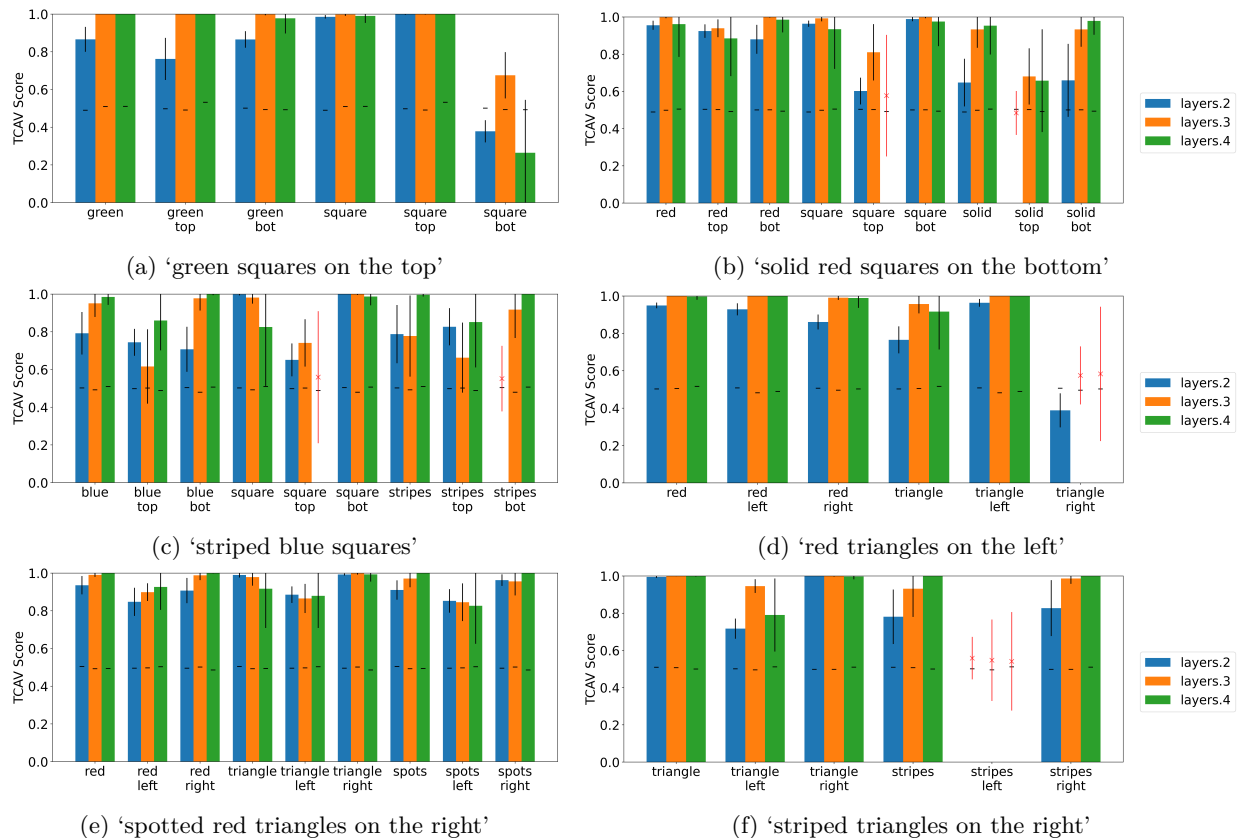 1.0
0.8
0.6
0.4
0.2
0.0
TCAV Score
green
green top
green bot
square
square top
square bot
(a) ‘green squares on the top’
1.0
0.8
0.6
0.4
0.2
0.0
TCAV Score
red
red top
red bot
square
square top
square bot
solid
solid top
solid bot
layers.2
layers.3
layers.4
(b) ‘solid red squares on the bottom’
1.0
0.8
0.6
0.4
0.2
0.0
TCAV Score
blue
blue top
blue bot
square
square top
square bot
stripes
stripes top
stripes bot
(c) ‘striped blue squares’
1.0
0.8
0.6
0.4
0.2
0.0
TCAV Score
red
red left
red right
triangle
triangle left
triangle right
layers.2
layers.3
layers.4
(d) ‘red triangles on the left’
1.0
0.8
0.6
0.4
0.2
0.0
TCAV Score
red
red left
red right
triangle
triangle left
triangle right
spots
spots left
spots right
(e) ‘spotted red triangles on the right’
1.0
0.8
0.6
0.4
0.2
0.0
TCAV Score
triangle
triangle left
triangle right
stripes
stripes left
stripes right
layers.2
layers.3
layers.4
(f) ‘striped triangles on the right’